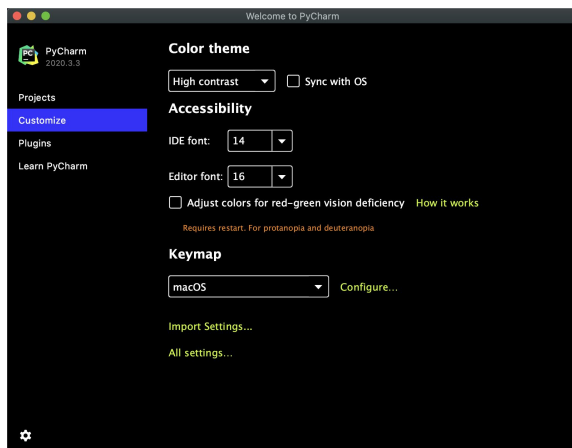 Welcome to PyCharm
PC
PyCharm
2020.3.3
Projects
Customize
Plugins
Learn PyCharm
Color theme
High contrast
Sync with OS
Accessibility
IDE font: 14
Editor font: 16
Adjust colors for red-green vision deficiency How it works
Requires restart. For protanopia and deuteranopia
Keymap
macOS Configure...
Import Settings...
All settings...